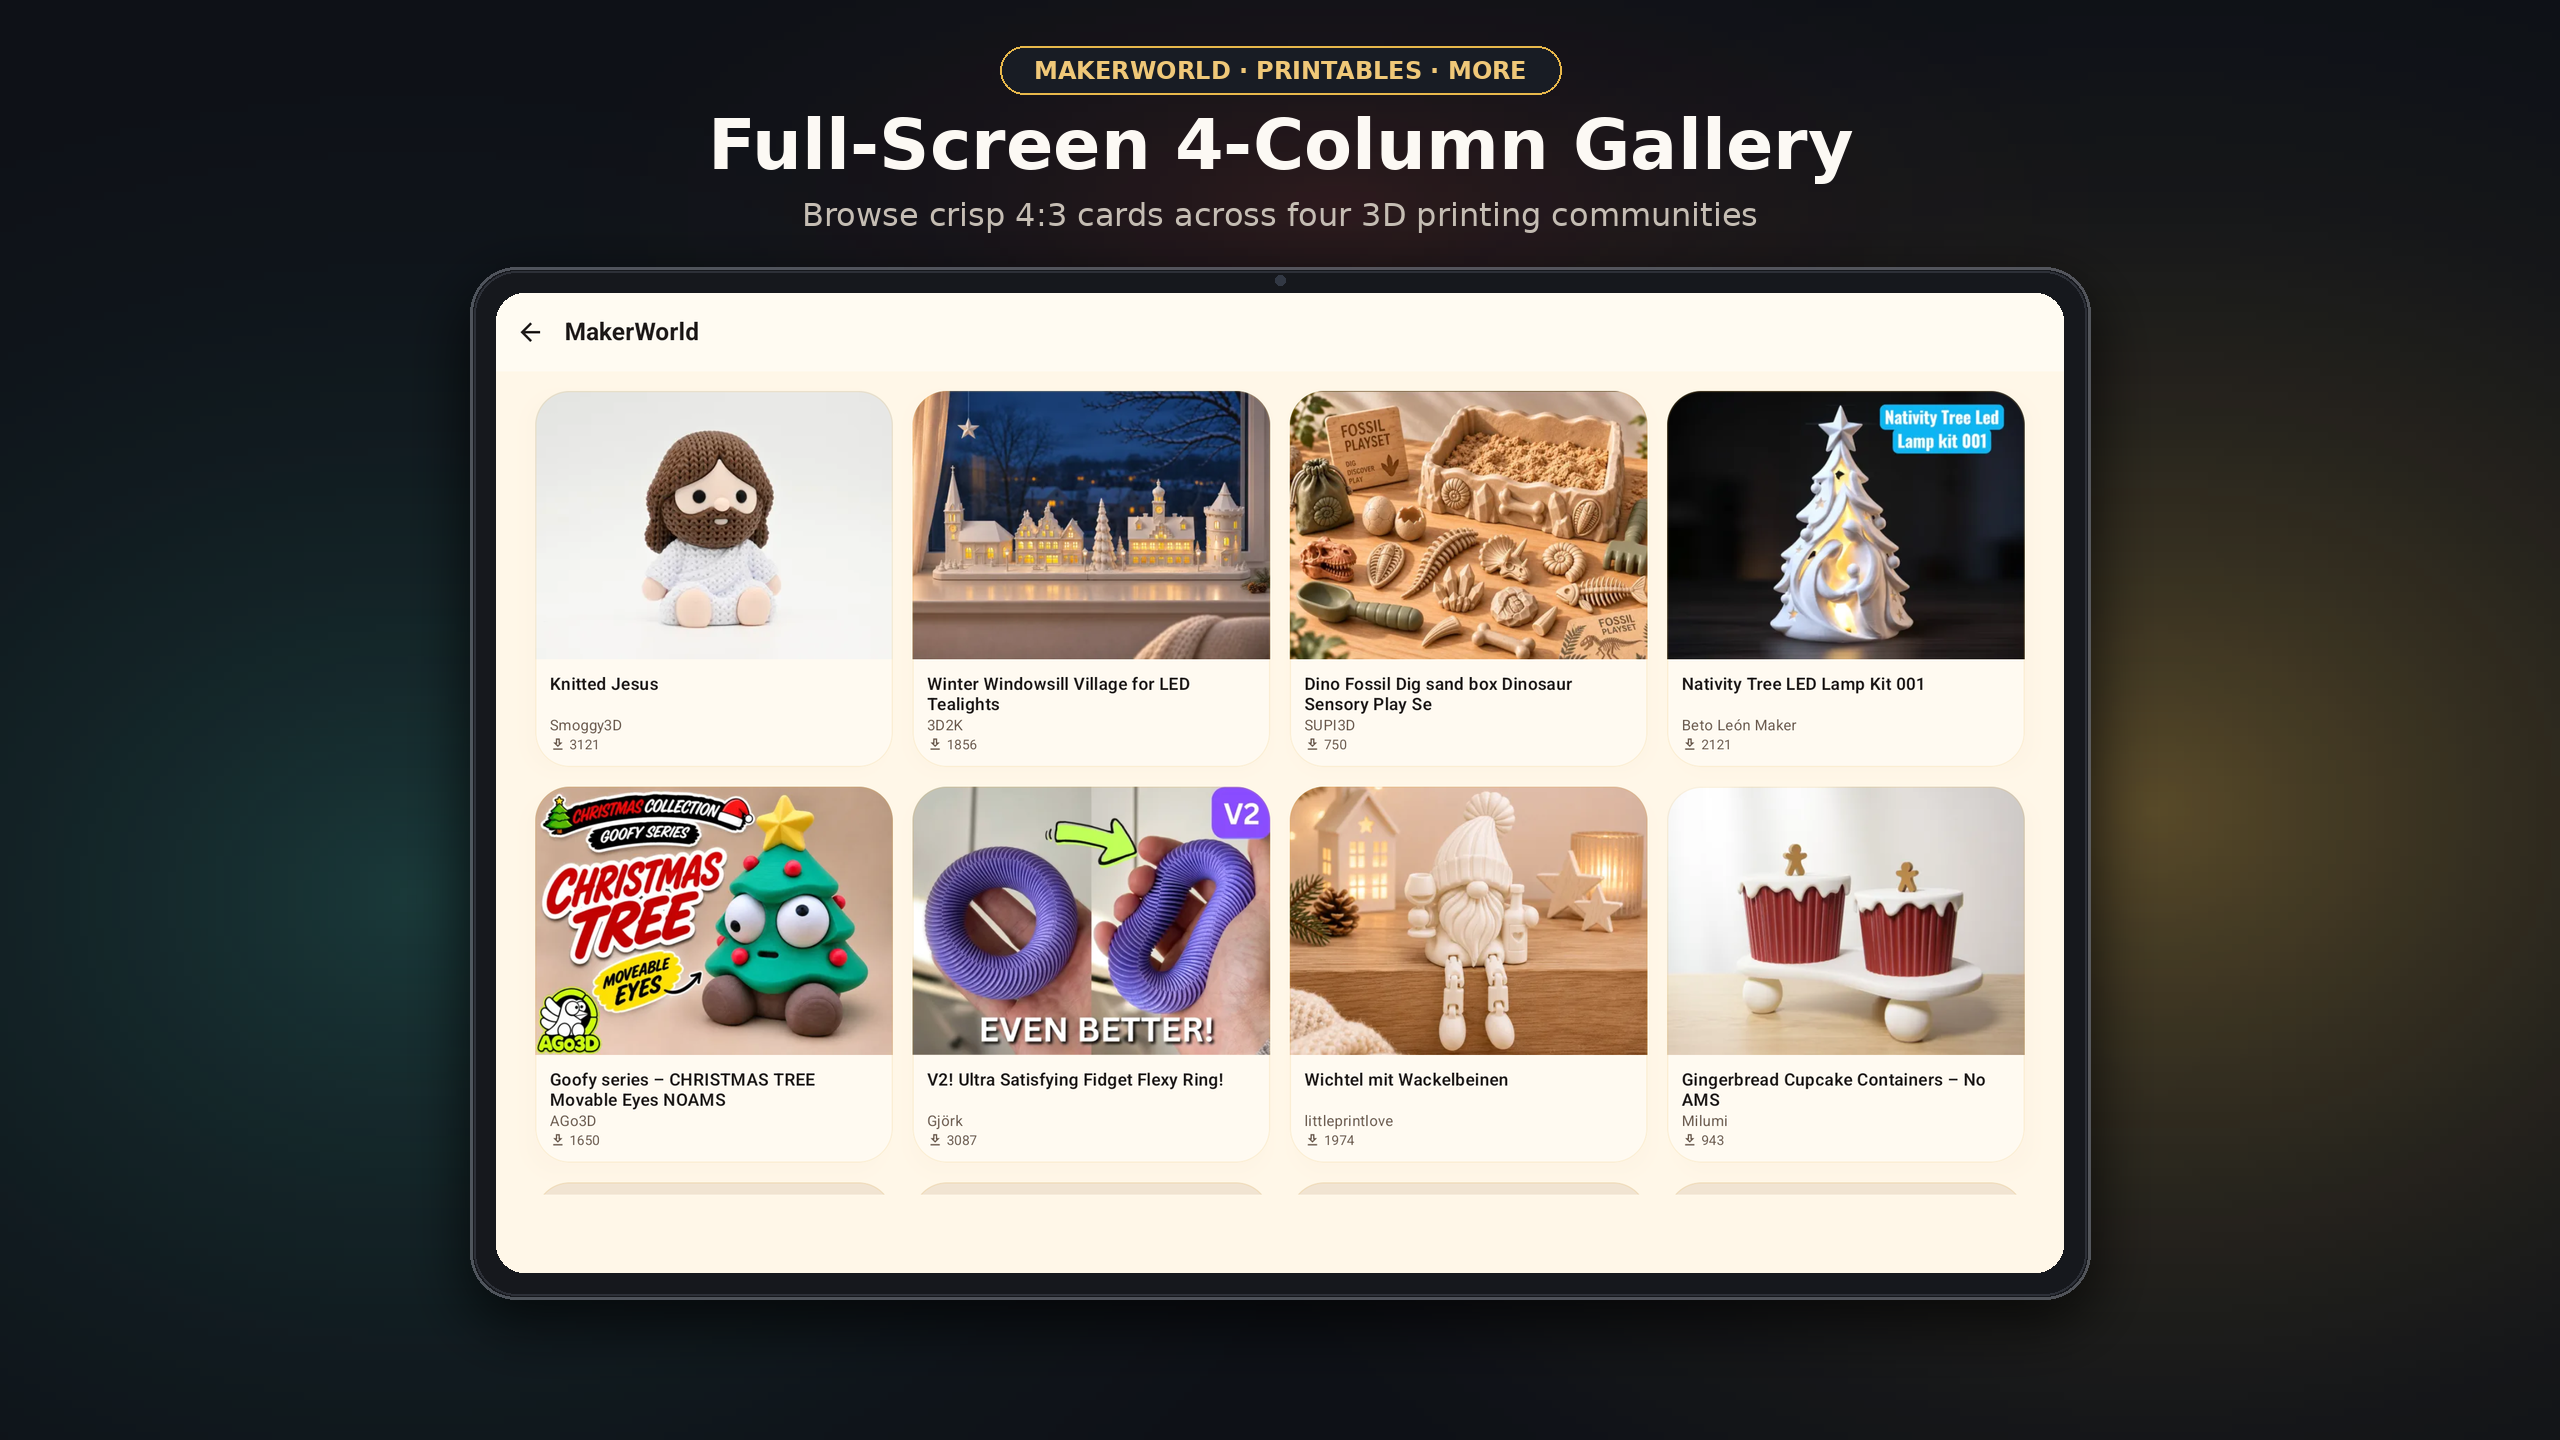 MAKERWORLD · PRINTABLES · MORE
Full-Screen 4-Column Gallery
Browse crisp 4:3 cards across four 3D printing communities
MakerWorld
FOSSIL
PLAYSET
DIG
DISCOVER
PLAY
FOSSIL
PLAYSET
Nativity Tree Led
Lamp kit 001
Knitted Jesus
Smoggy3D
3121
Winter Windowsill Village for LED
Tealights
3D2K
1856
Dino Fossil Dig sand box Dinosaur
Sensory Play Se
SUPI3D
750
Nativity Tree LED Lamp Kit 001
Beto León Maker
2121
CHRISTMAS COLLECTION
GOOFY SERIES
CHRISTMAS
TREE
MOVEABLE
EYES
AGo3D
V2
EVEN BETTER!
Goofy series – CHRISTMAS TREE
Movable Eyes NOAMS
AGo3D
1650
V2! Ultra Satisfying Fidget Flexy Ring!
Gjörk
3087
Wichtel mit Wackelbeinen
littleprintlove
1974
Gingerbread Cupcake Containers – No
AMS
Milumi
943